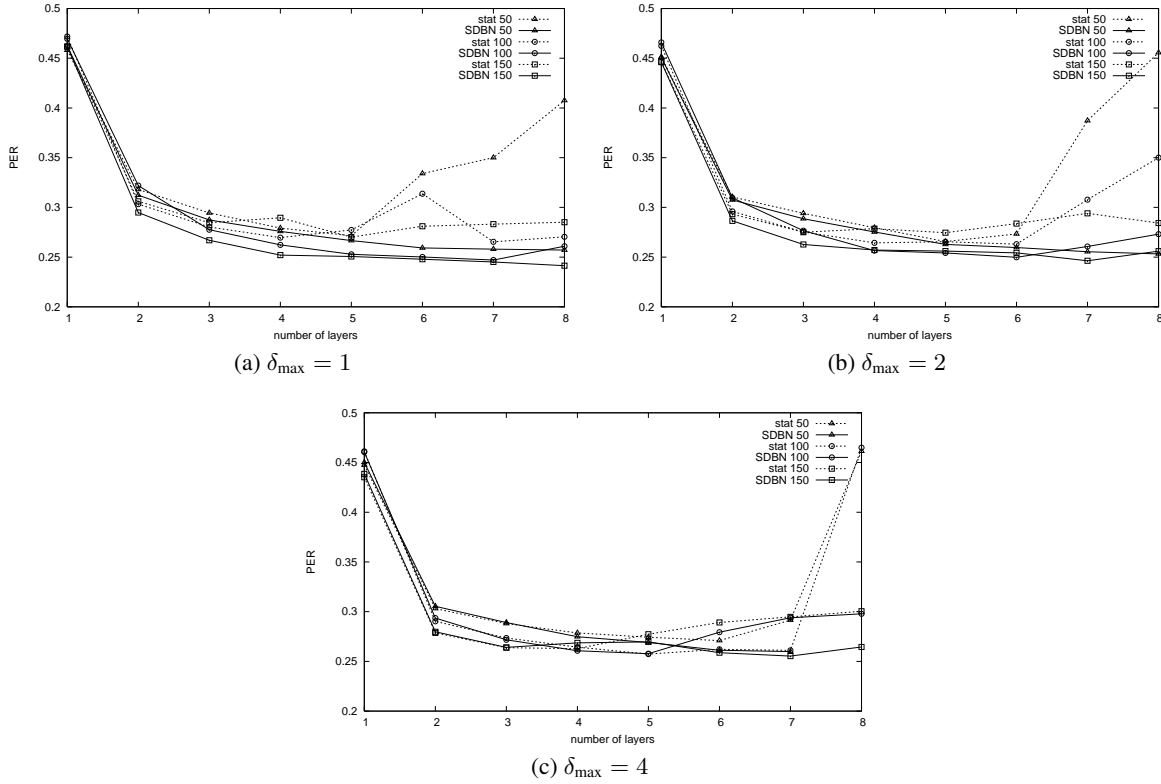 0.5
0.45
0.4
0.35
0.3
0.25
0.2
PER
stat 50
SDBN 50
stat 100
SDBN 100
stat 150
SDBN 150
1 2 3 4 5 6 7 8
number of layers
(a) δmax = 1
0.5
0.45
0.4
0.35
0.3
0.25
0.2
PER
stat 50
SDBN 50
stat 100
SDBN 100
stat 150
SDBN 150
1 2 3 4 5 6 7 8
number of layers
(b) δmax = 2
0.5
0.45
0.4
0.35
0.3
0.25
0.2
PER
stat 50
SDBN 50
stat 100
SDBN 100
stat 150
SDBN 150
1 2 3 4 5 6 7 8
number of layers
(c) δmax = 4